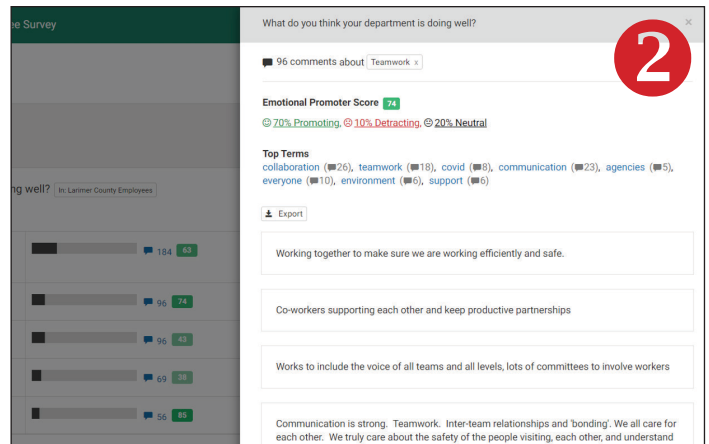 e Survey
What do you think your department is doing well?
×
2
96 comments about Teamwork x
Emotional Promoter Score 74
70% Promoting, 10% Detracting, 20% Neutral
Top Terms
collaboration (26), teamwork (18), covid (8), communication (23), agencies (5),
everyone (10), environment (6), support (6)
Export
ng well? In: Larimer County Employees
184 63
96 74
96 43
69 38
56 85
Working together to make sure we are working efficiently and safe.
Co-workers supporting each other and keep productive partnerships
Works to include the voice of all teams and all levels, lots of committees to involve workers
Communication is strong. Teamwork. Inter-team relationships and 'bonding'. We all care for
each other. We truly care about the safety of the people visiting, each other, and understand